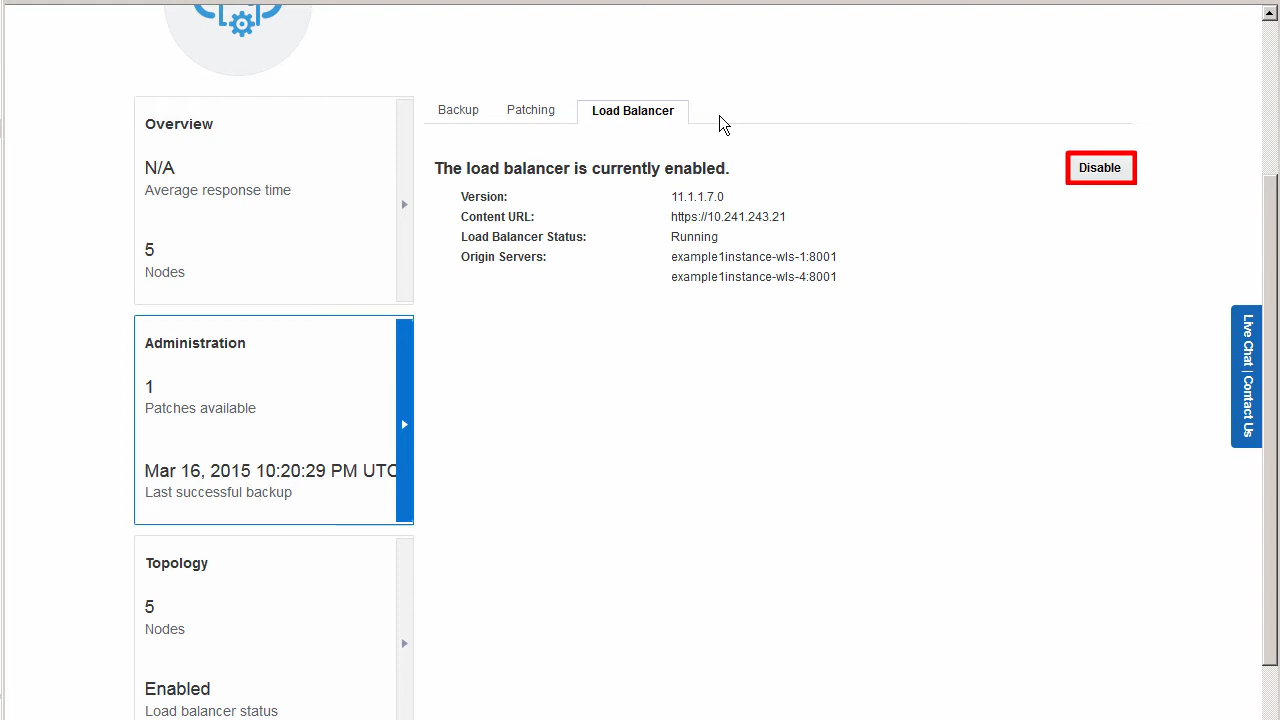 Overview
N/A
Average response time
5
Nodes
Administration
1
Patches available
Mar 16, 2015 10:20:29 PM UTC
Last successful backup
Topology
5
Nodes
Enabled
Load balancer status
Backup Patching Load Balancer
The load balancer is currently enabled.
Disable
Version: 11.1.1.7.0
Content URL: https://10.241.243.21
Load Balancer Status: Running
Origin Servers: example1instance-wls-1:8001
example1instance-wls-4:8001
Live Chat | Contact Us